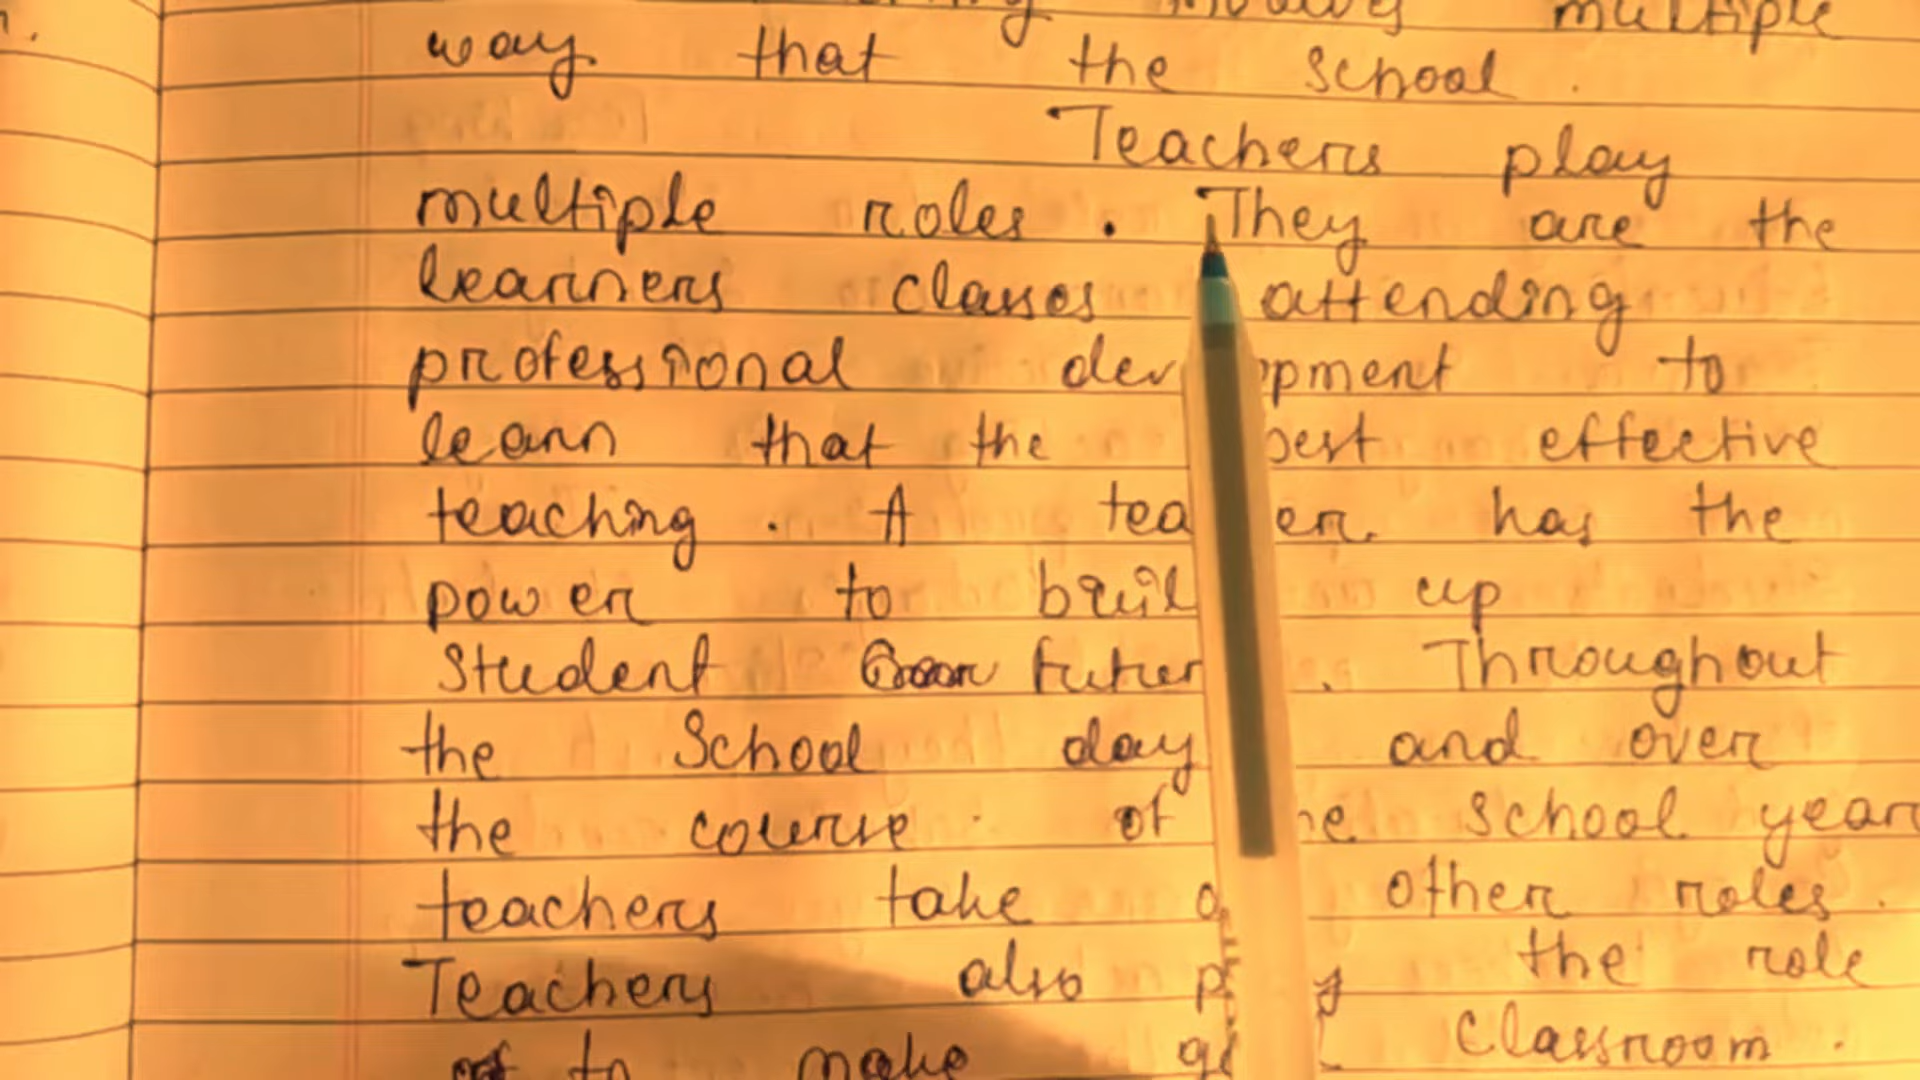 multiple
way that the School.
Teachers play
multiple roles. They are the
learners classes attending
professional to
learn that the effective
teaching. A has the
power to up
Student . Throughout
the School day and over
the course of School year
teachers take other roles.
Teachers also the role
to make classroom.